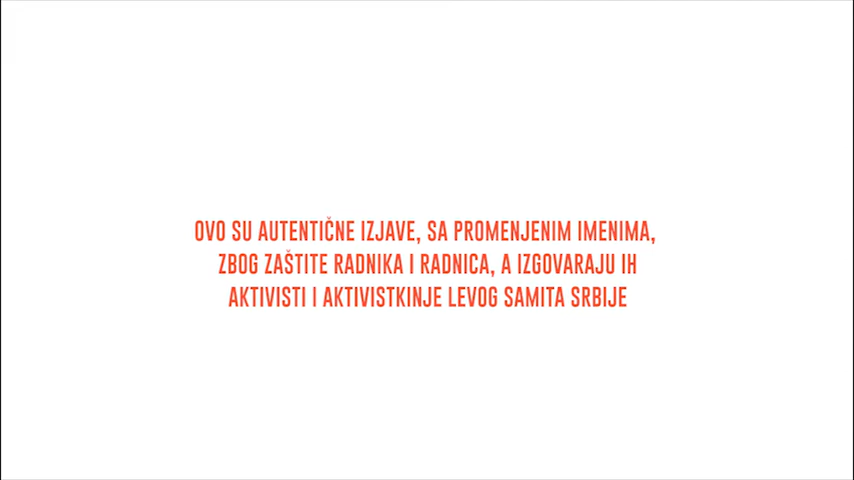 OVO SU AUTENTIČNE IZJAVE, SA PROMENJENIM IMENIMA,
ZBOG ZAŠTITE RADNIKA I RADNICA, A IZGOVARAJU IH
AKTIVISTI I AKTIVISTKINJE LEVOG SAMITA SRBIJE